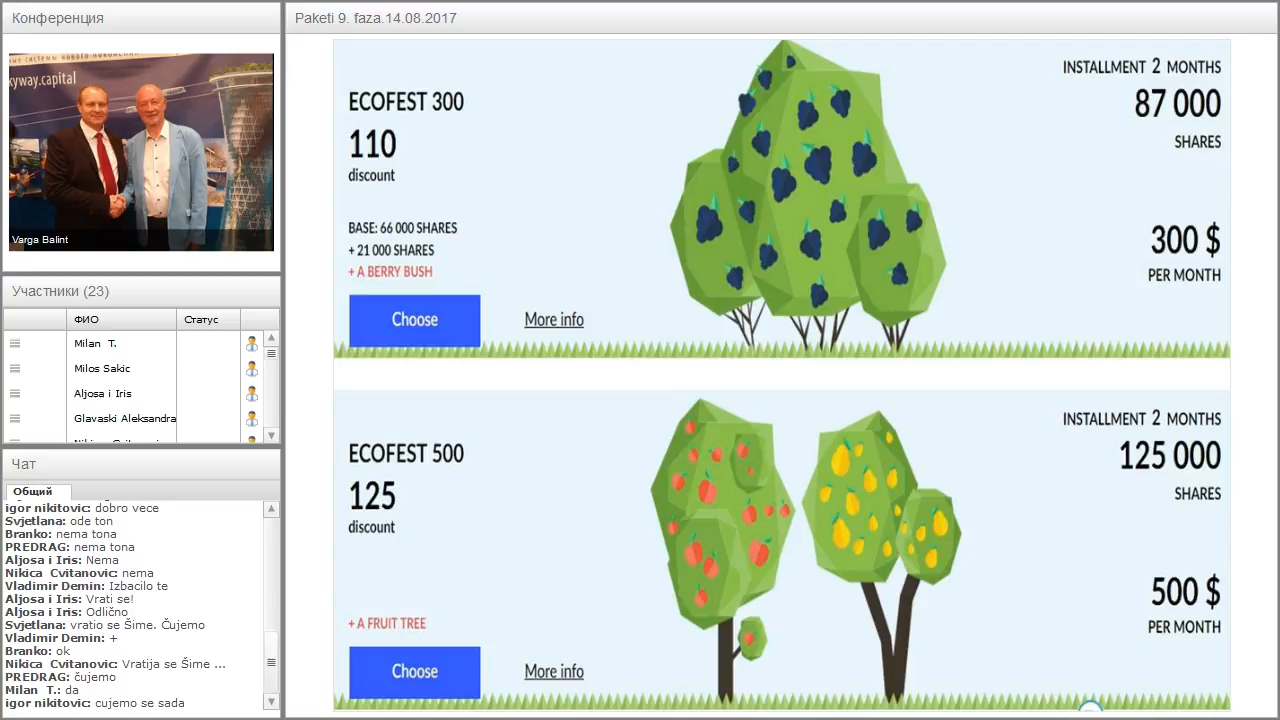 Конференция
kyway.capital
Varga Balint
Участники (23)
ФИО
Статус
Milan T.
Milos Sakic
Aljosa i Iris
Glavaski Aleksandra
Чат
Общий
igor nikitovic: dobro vece
Svjetlana: ode ton
Branko: nema tona
PREDRAG: nema tona
Aljosa i Iris: Nema
Nikica Cvitanovic: nema
Vladimir Demin: Izbacilo te
Aljosa i Iris: Vrati se!
Aljosa i Iris: Odlično
Svjetlana: vratio se Šime. Čujemo
Vladimir Demin: +
Branko: ok
Nikica Cvitanovic: Vratija se Šime ...
PREDRAG: čujemo
Milan T.: da
igor nikitovic: cujemo se sada
Paketi 9. faza.14.08.2017
ECOFEST 300
110
discount
BASE: 66 000 SHARES
+ 21 000 SHARES
+ A BERRY BUSH
Choose
More info
INSTALLMENT 2 MONTHS
87 000
SHARES
300 $
PER MONTH
ECOFEST 500
125
discount
+ A FRUIT TREE
Choose
More info
INSTALLMENT 2 MONTHS
125 000
SHARES
500 $
PER MONTH